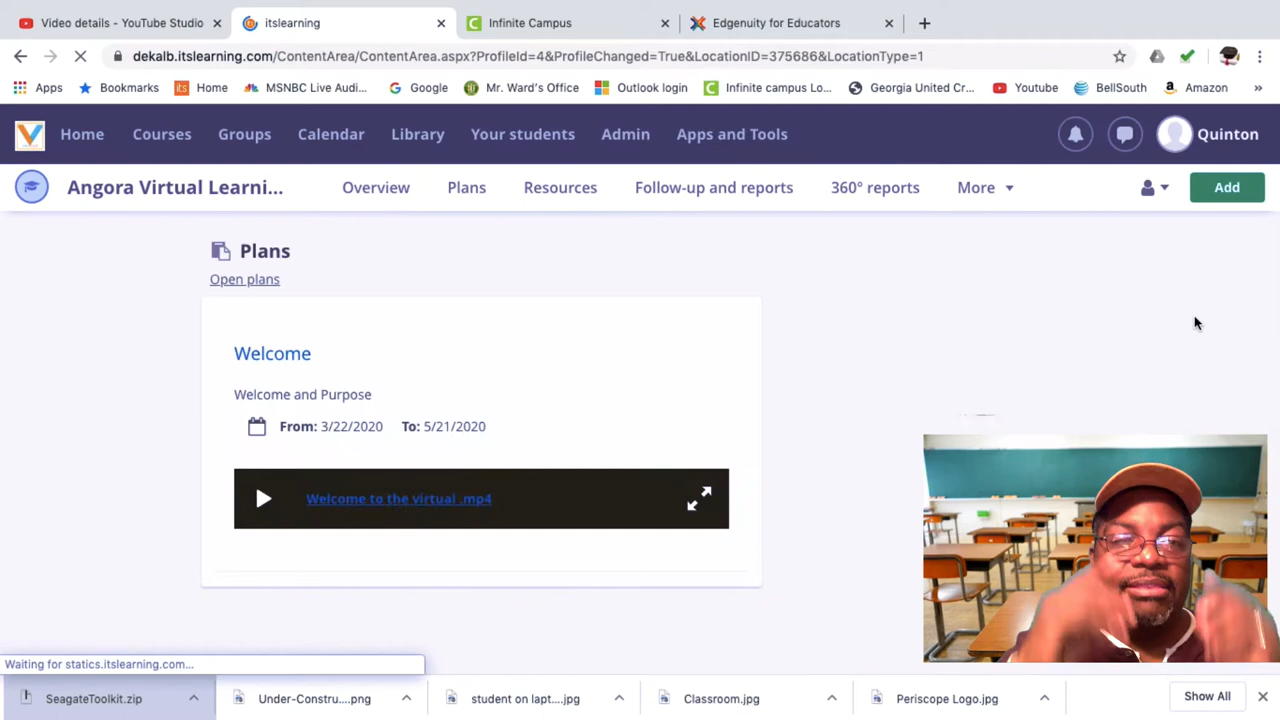 Video details - YouTube Studio
itslearning
Infinite Campus
Edgenuity for Educators
dekalb.itslearning.com/ContentArea/ContentArea.aspx?ProfileId=4&ProfileChanged=True&LocationID=375686&LocationType=1
Apps Bookmarks Home MSNBC Live Audi... Google Mr. Ward's Office Outlook login Infinite campus Lo... Georgia United Cr... Youtube BellSouth Amazon »
Home Courses Groups Calendar Library Your students Admin Apps and Tools Quinton
Angora Virtual Learni... Overview Plans Resources Follow-up and reports 360° reports More Add
Plans
Open plans
Welcome
Welcome and Purpose
From: 3/22/2020 To: 5/21/2020
Welcome to the virtual .mp4
Waiting for statics.itslearning.com...
SeagateToolkit.zip Under-Constru....png student on lapt....jpg Classroom.jpg Periscope Logo.jpg Show All